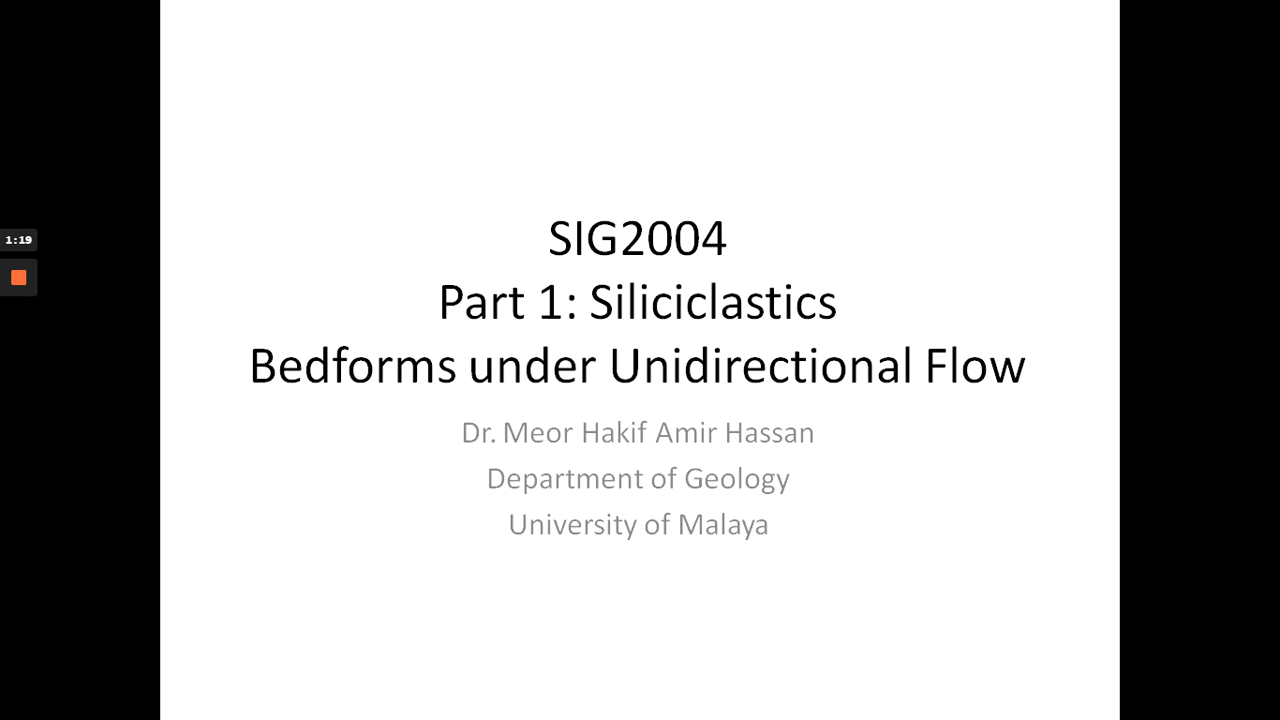 SIG2004
Part 1: Siliciclastics
Bedforms under Unidirectional Flow
Dr. Meor Hakif Amir Hassan
Department of Geology
University of Malaya
1:19